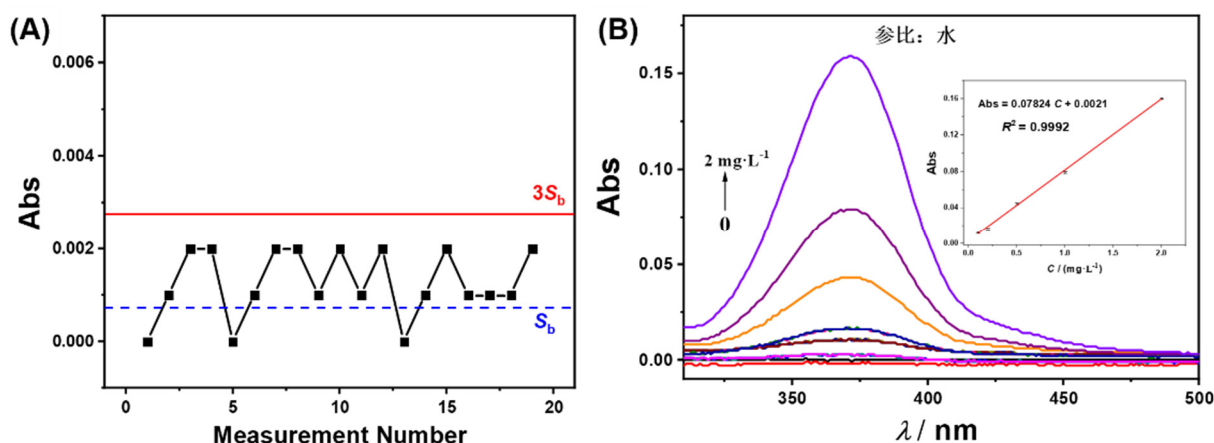 (A)
0.006
0.004
0.002
0.000
Abs
3Sb
Sb
0
5
10
15
20
Measurement Number
(B)
参比：水
0.15
0.10
0.05
0.00
Abs
2 mg·L-1
0
350
400
450
500
λ / nm
Abs = 0.07824 C + 0.0021
R2 = 0.9992
0.16
0.12
0.08
0.04
0.00
Abs
0.0
0.5
1.0
1.5
2.0
C / (mg·L-1)